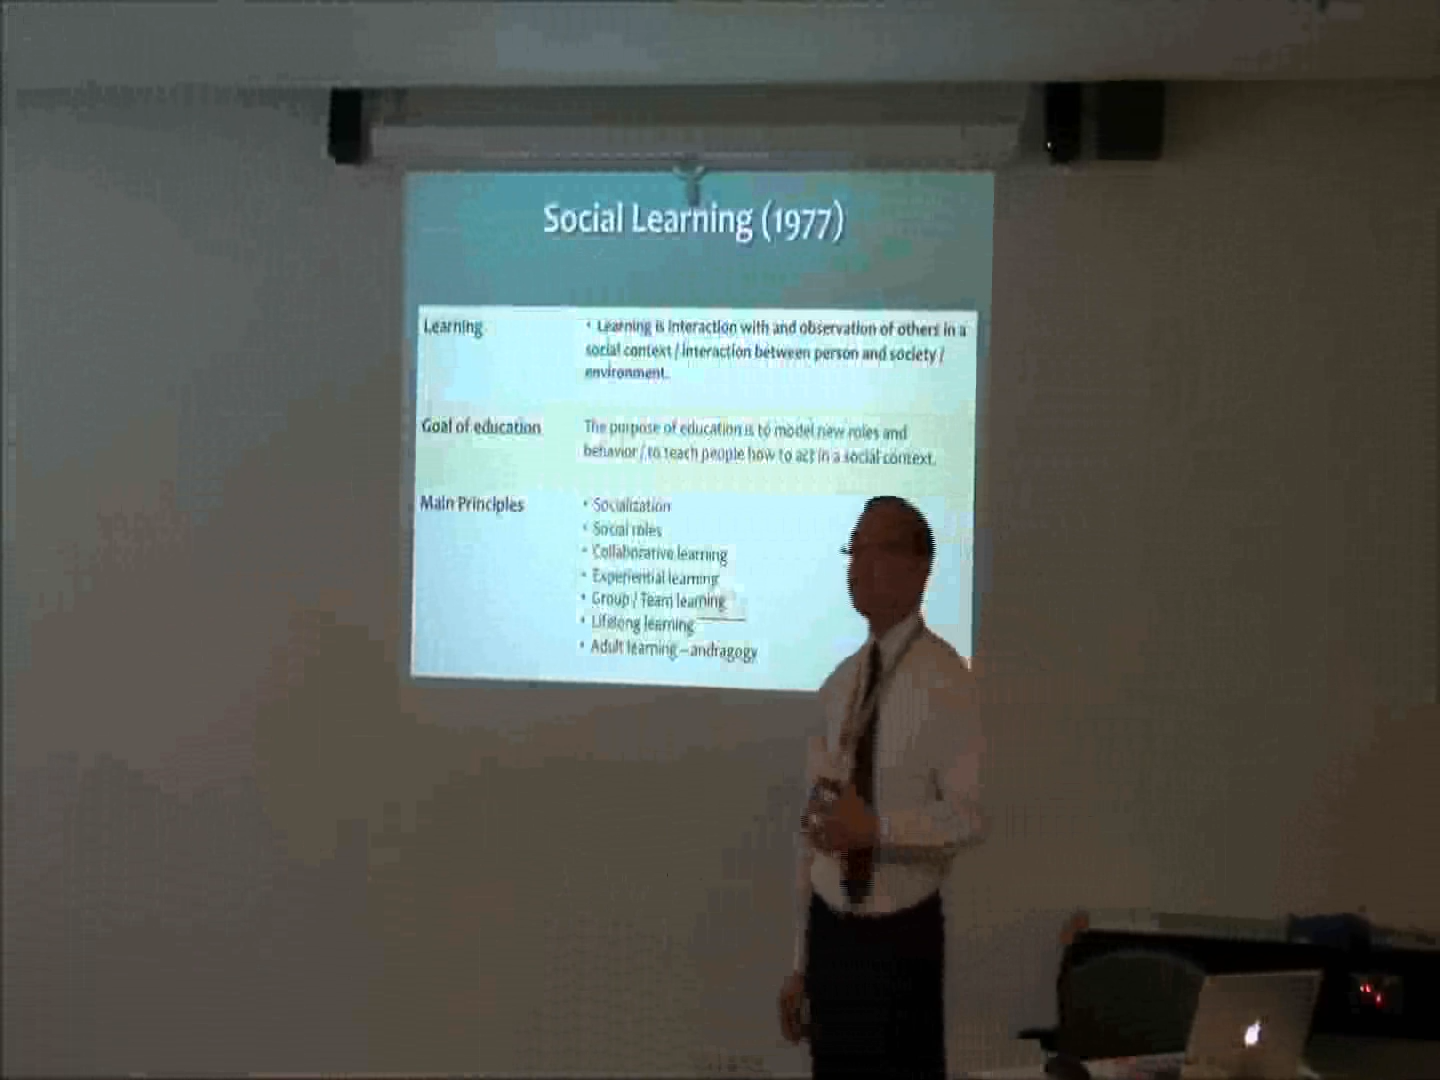 Social Learning (1977)
Learning
• Learning is interaction with and observation of others in a
social context / interaction between person and society /
environment.
Goal of education
The purpose of education is to model new roles and
behavior / to teach people how to act in a social context.
Main Principles
• Socialization
• Social roles
• Collaborative learning
• Experiential learning
• Group / Team learning
• Lifelong learning
• Adult learning – andragogy